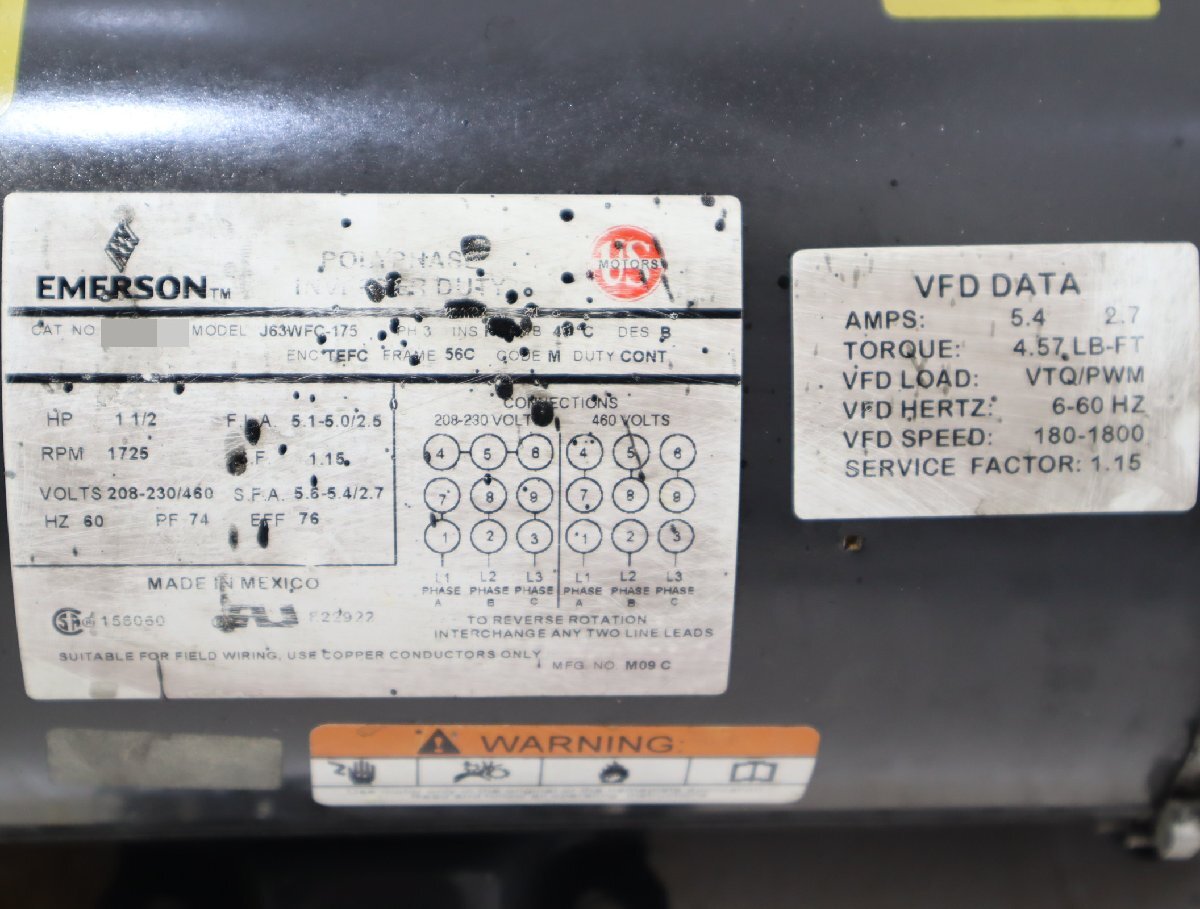 EMERSON™
POLYPHASE
INVERTER DUTY
US
MOTORS
CAT NO MODEL J63WFC-175 PH 3 INS 40°C DES B
ENC TEFC FRAME 56C CODE M DUTY CONT
HP 1 1/2 F.L.A. 5.1-5.0/2.5
RPM 1725 S.F. 1.15
VOLTS 208-230/460 S.F.A. 5.6-5.4/2.7
HZ 60 PF 74 EFF 76
CONNECTIONS
208-230 VOLTS 460 VOLTS
4 5 6 4 5 6
7 8 9 7 8 9
1 2 3 1 2 3
L1 L2 L3 L1 L2 L3
PHASE PHASE PHASE PHASE PHASE PHASE
A B C A B C
MADE IN MEXICO
156060 E22922
TO REVERSE ROTATION
INTERCHANGE ANY TWO LINE LEADS
SUITABLE FOR FIELD WIRING, USE COPPER CONDUCTORS ONLY
MFG. NO. M09 C
VFD DATA
AMPS: 5.4 2.7
TORQUE: 4.57 LB-FT
VFD LOAD: VTQ/PWM
VFD HERTZ: 6-60 HZ
VFD SPEED: 180-1800
SERVICE FACTOR: 1.15
WARNING: